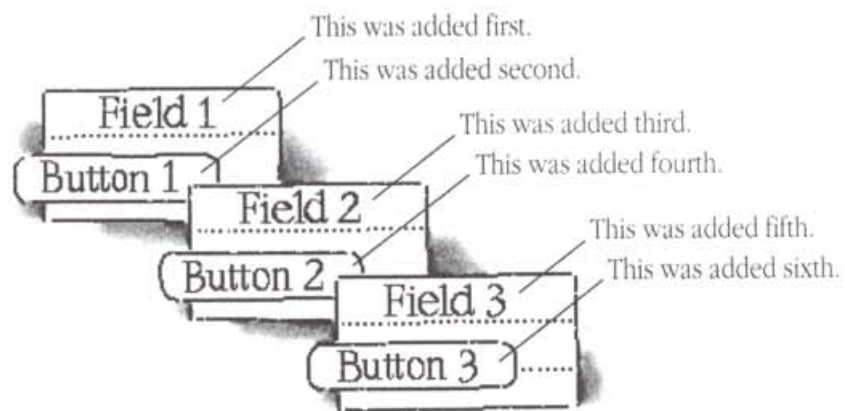 This was added first.
This was added second.
Field 1
This was added third.
Button 1
This was added fourth.
Field 2
This was added fifth.
Button 2
This was added sixth.
Field 3
Button 3